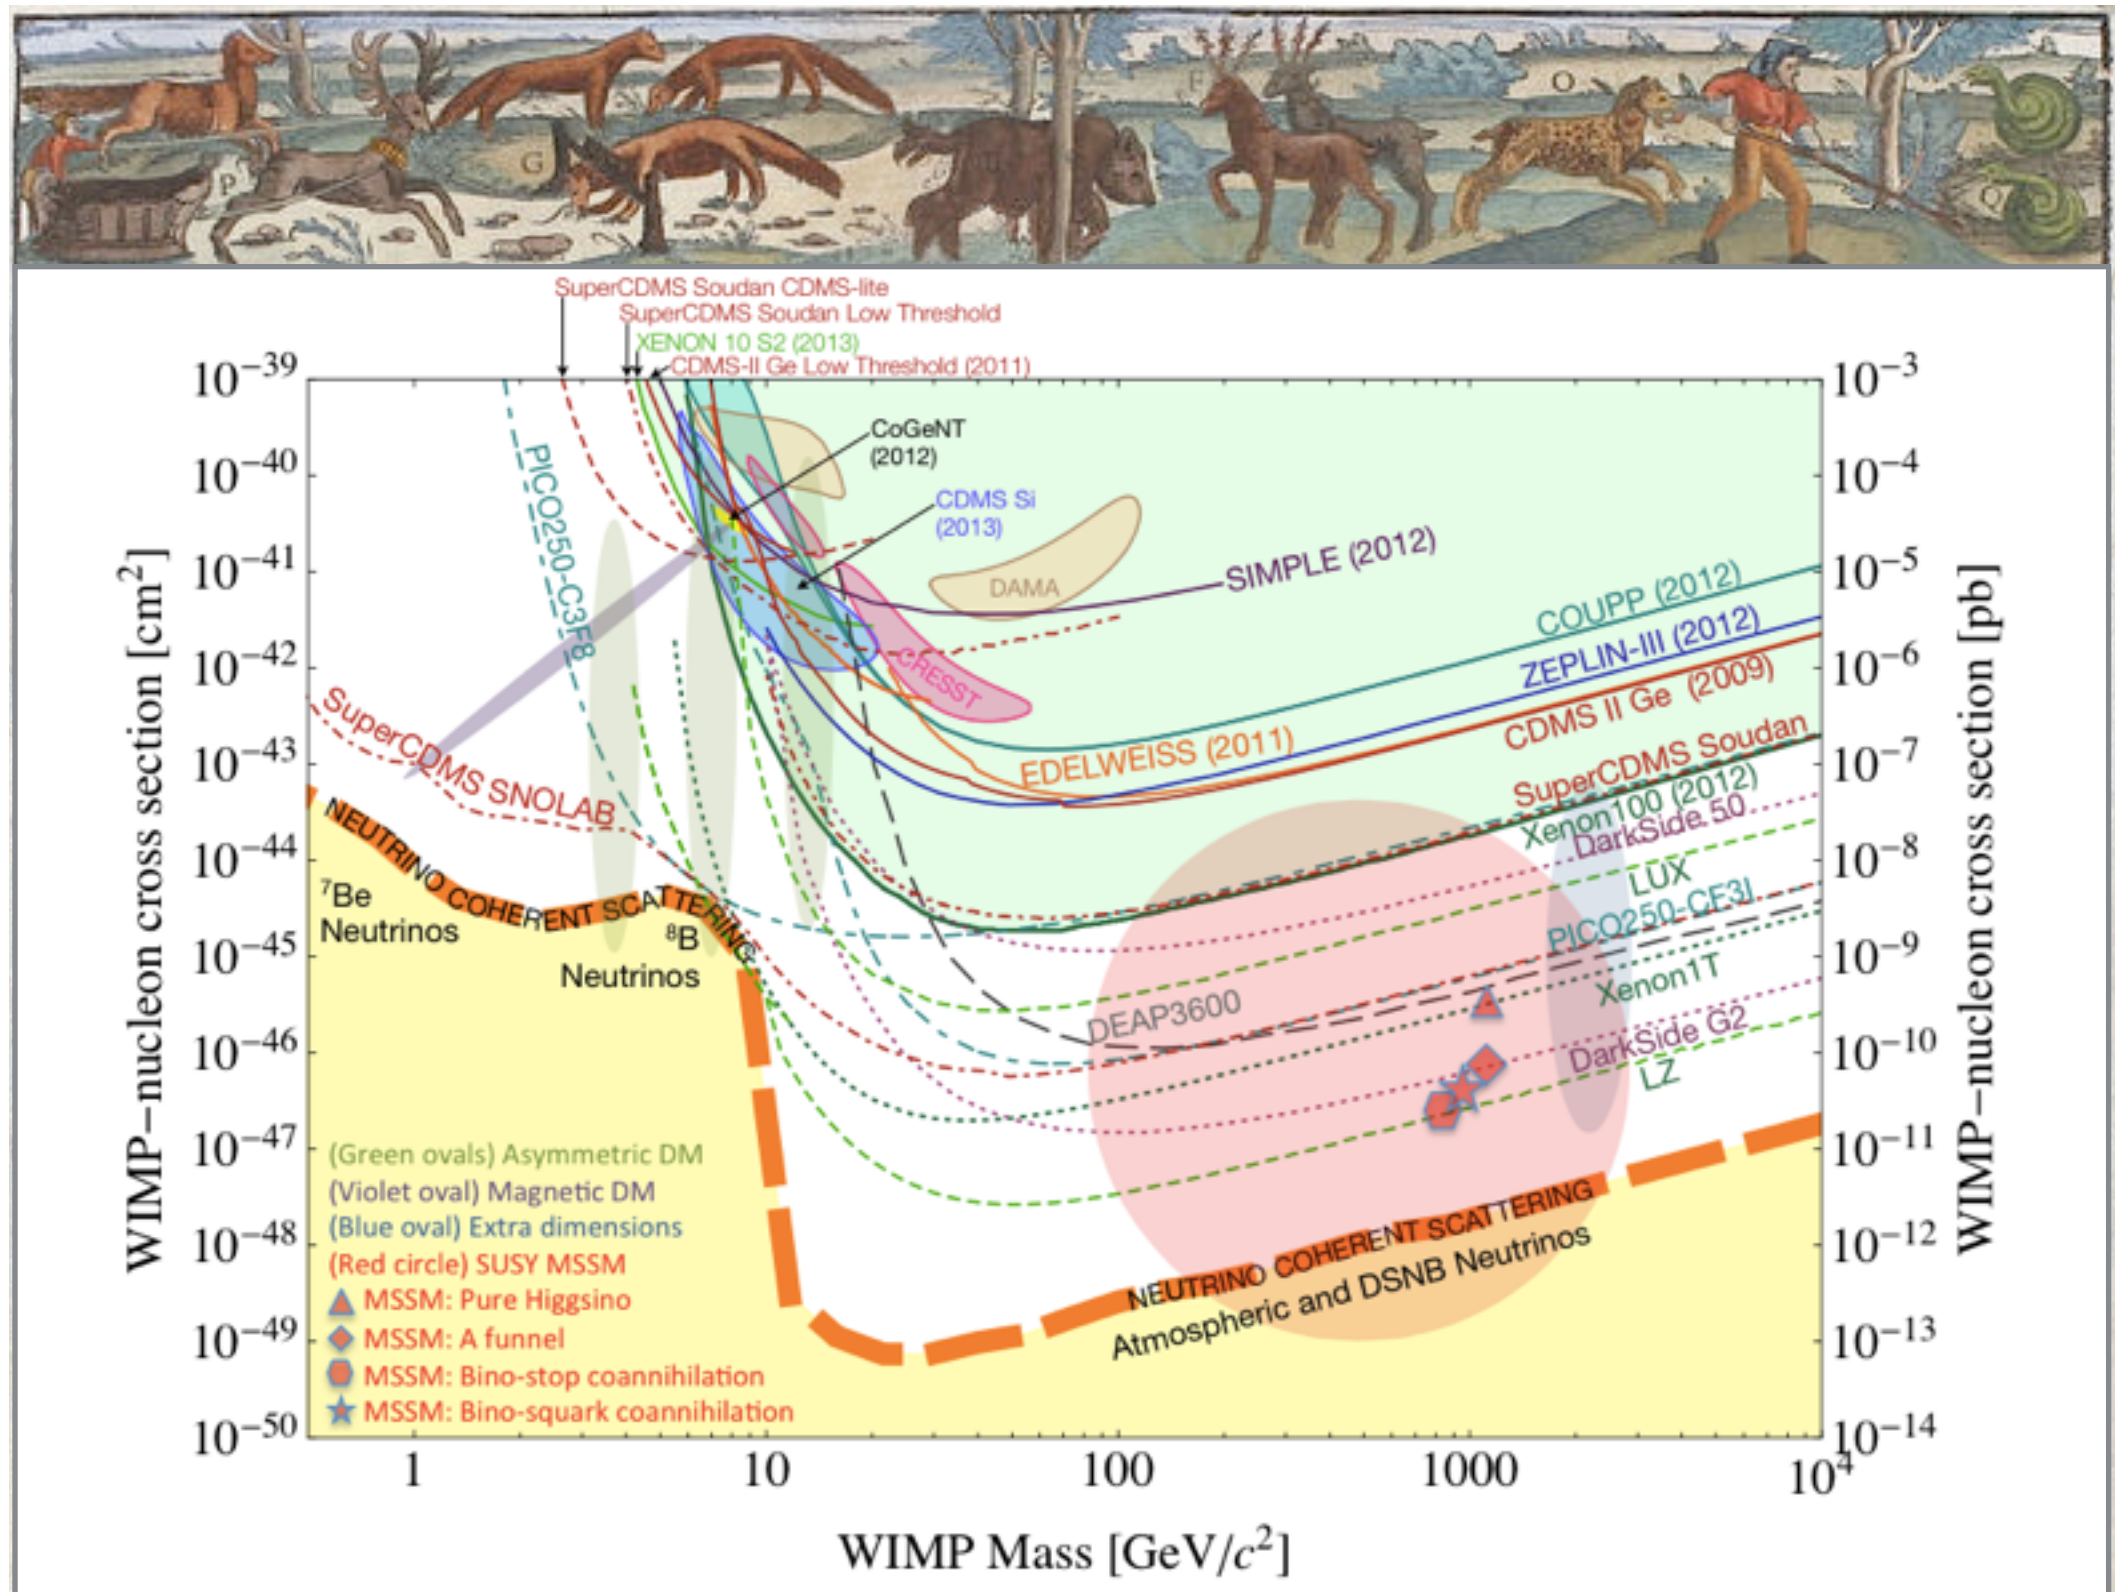 P
G
F
O
Q
SuperCDMS Soudan CDMS-lite
SuperCDMS Soudan Low Threshold
XENON 10 S2 (2013)
CDMS-II Ge Low Threshold (2011)
10−39
10−40
10−41
10−42
10−43
10−44
10−45
10−46
10−47
10−48
10−49
10−50
WIMP−nucleon cross section [cm2]
10−3
10−4
10−5
10−6
10−7
10−8
10−9
10−10
10−11
10−12
10−13
10−14
WIMP−nucleon cross section [pb]
CoGeNT
(2012)
CDMS Si
(2013)
PICO250-C3F8
DAMA
CRESST
SIMPLE (2012)
COUPP (2012)
ZEPLIN-III (2012)
CDMS II Ge (2009)
EDELWEISS (2011)
SuperCDMS Soudan
Xenon100 (2012)
DarkSide 50
LUX
PICO250-CF3I
Xenon1T
DEAP3600
DarkSide G2
LZ
SuperCDMS SNOLAB
NEUTRINO COHERENT SCATTERING
7Be
Neutrinos
8B
Neutrinos
NEUTRINO COHERENT SCATTERING
Atmospheric and DSNB Neutrinos
(Green ovals) Asymmetric DM
(Violet oval) Magnetic DM
(Blue oval) Extra dimensions
(Red circle) SUSY MSSM
MSSM: Pure Higgsino
MSSM: A funnel
MSSM: Bino-stop coannihilation
MSSM: Bino-squark coannihilation
1
10
100
1000
104
WIMP Mass [GeV/c2]